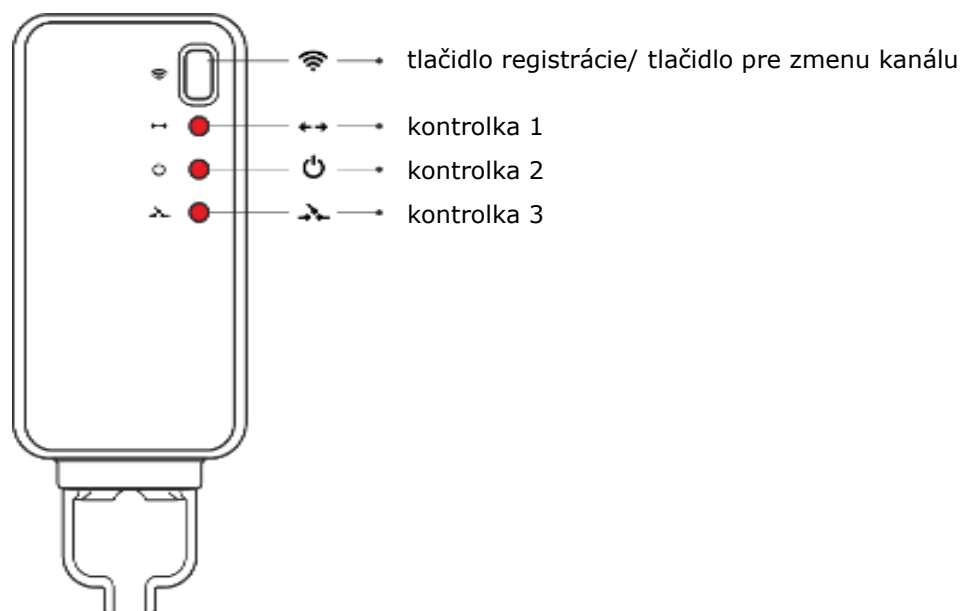 tlačidlo registrácie/ tlačidlo pre zmenu kanálu
kontrolka 1
kontrolka 2
kontrolka 3